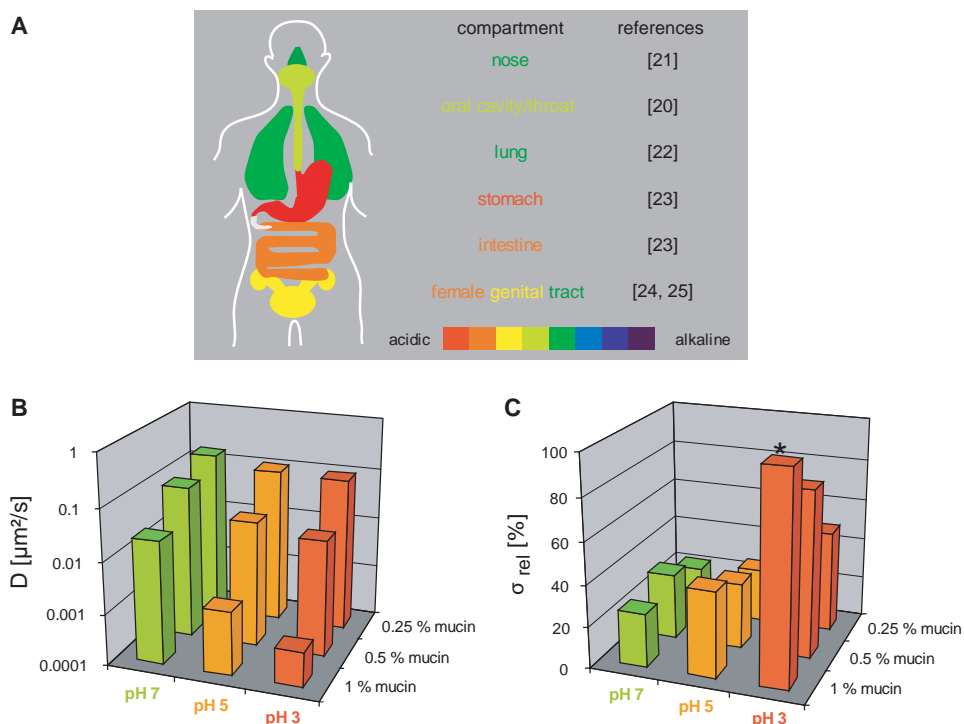 A
compartment references
nose [21]
oral cavity/throat [20]
lung [22]
stomach [23]
intestine [23]
female genital tract [24, 25]
acidic alkaline
B
D [µm²/s]
1
0.1
0.01
0.001
0.0001
pH 7
pH 5
pH 3
0.25 % mucin
0.5 % mucin
1 % mucin
C
σ rel [%]
100
80
60
40
20
0
*
pH 7
pH 5
pH 3
0.25 % mucin
0.5 % mucin
1 % mucin